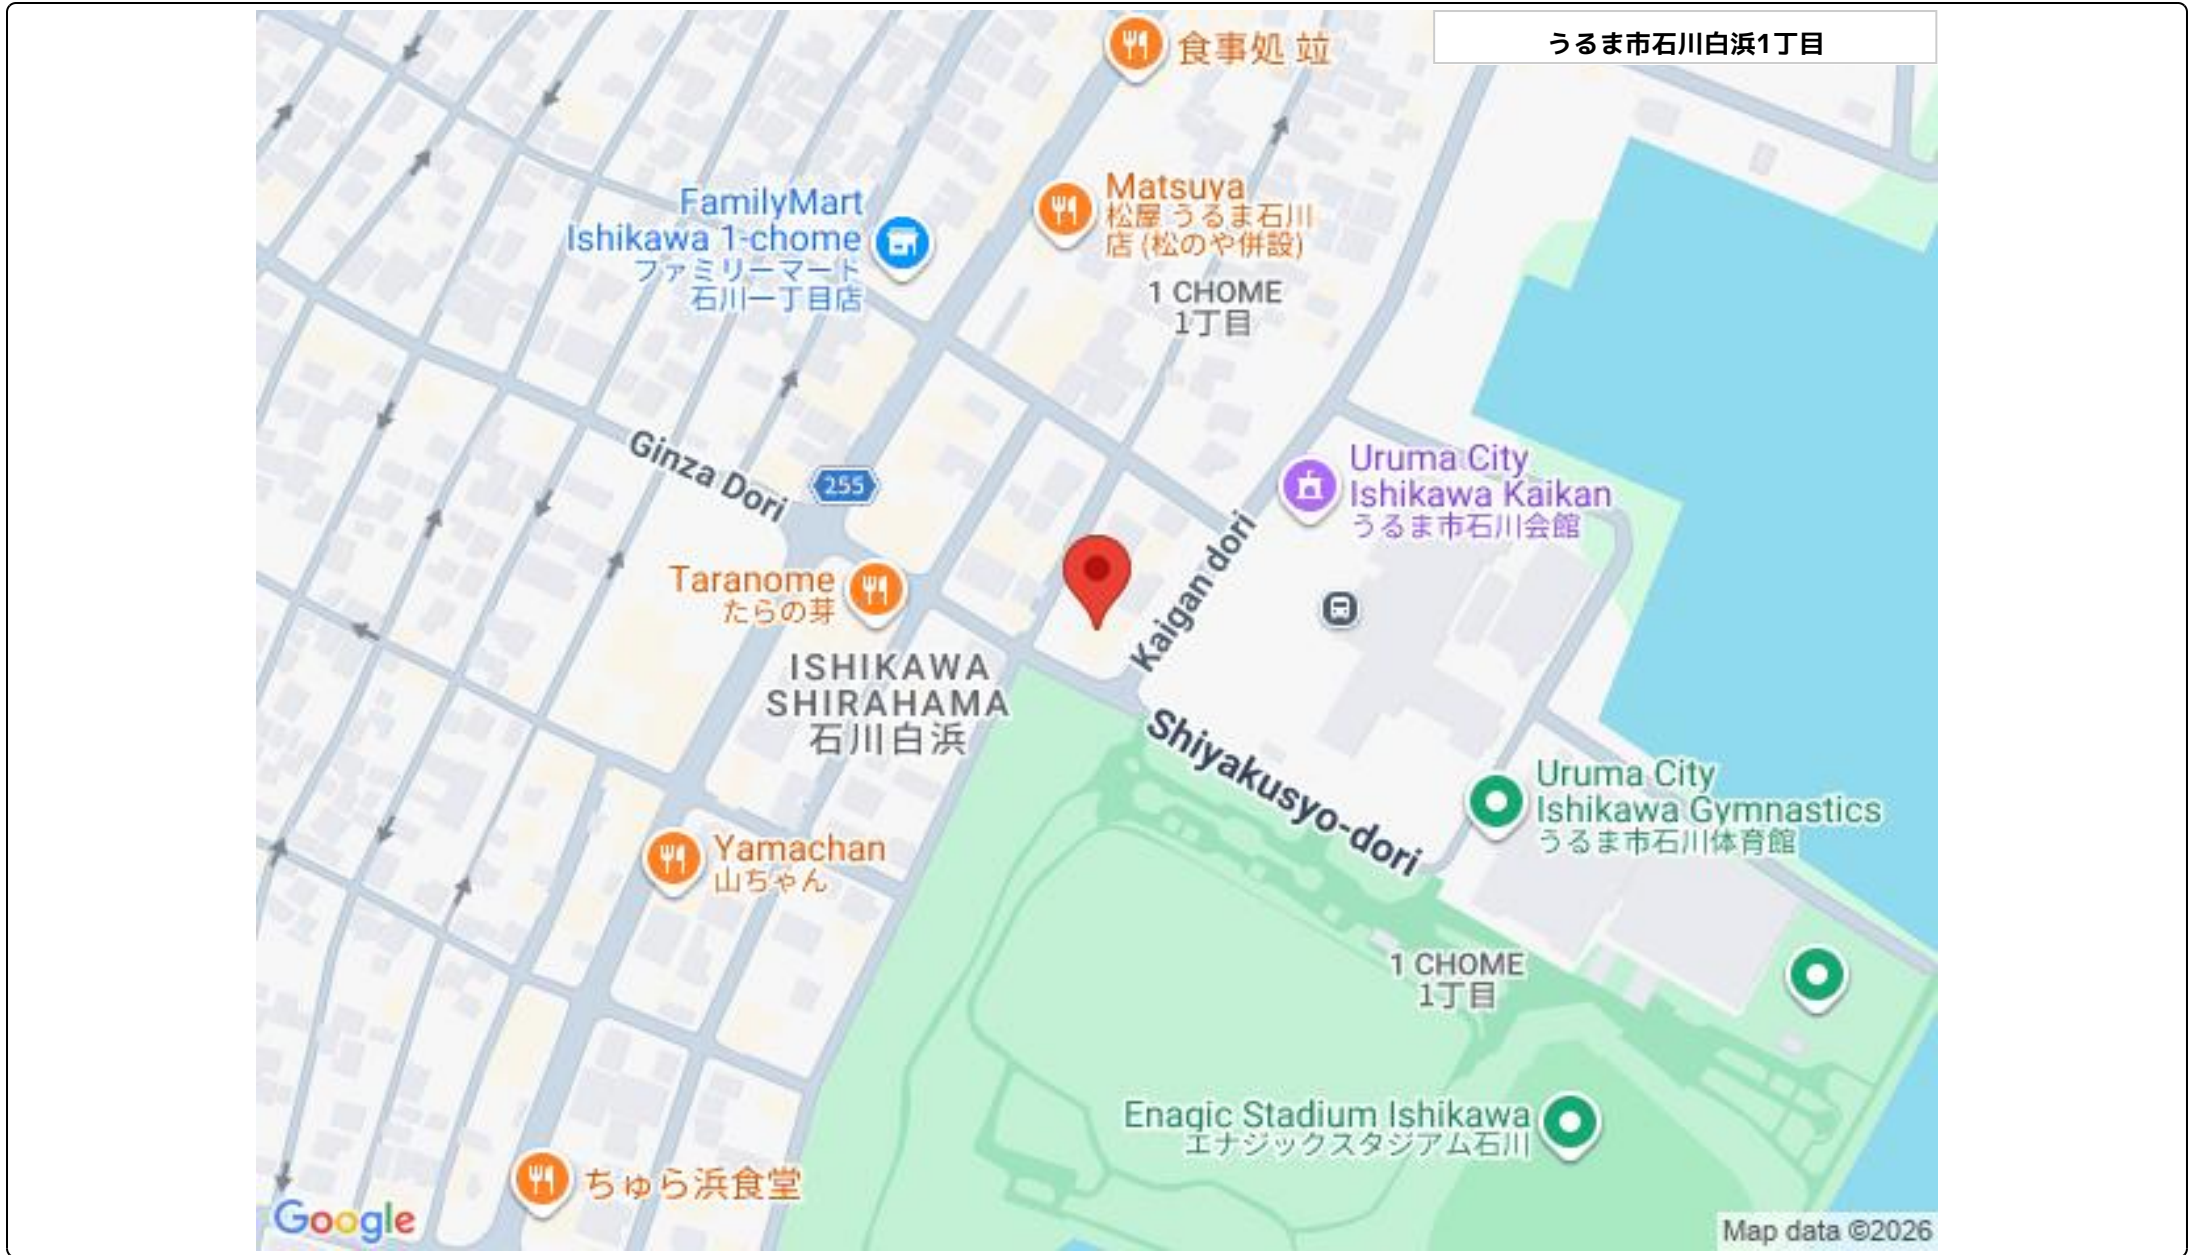 うるま市石川白浜1丁目
食事処 竝
FamilyMart
Ishikawa 1-chome
ファミリーマート
石川一丁目店
Matsuya
松屋 うるま石川
店 (松のや併設)
1 CHOME
1丁目
Ginza Dori
255
Uruma City
Ishikawa Kaikan
うるま市石川会館
Kaigan dori
Taranome
たらの芽
ISHIKAWA
SHIRAHAMA
石川白浜
Shiyakusyo-dori
Uruma City
Ishikawa Gymnastics
うるま市石川体育館
Yamachan
山ちゃん
1 CHOME
1丁目
Enagic Stadium Ishikawa
エナジックスタジアム石川
ちゅら浜食堂
Google
Map data ©2026